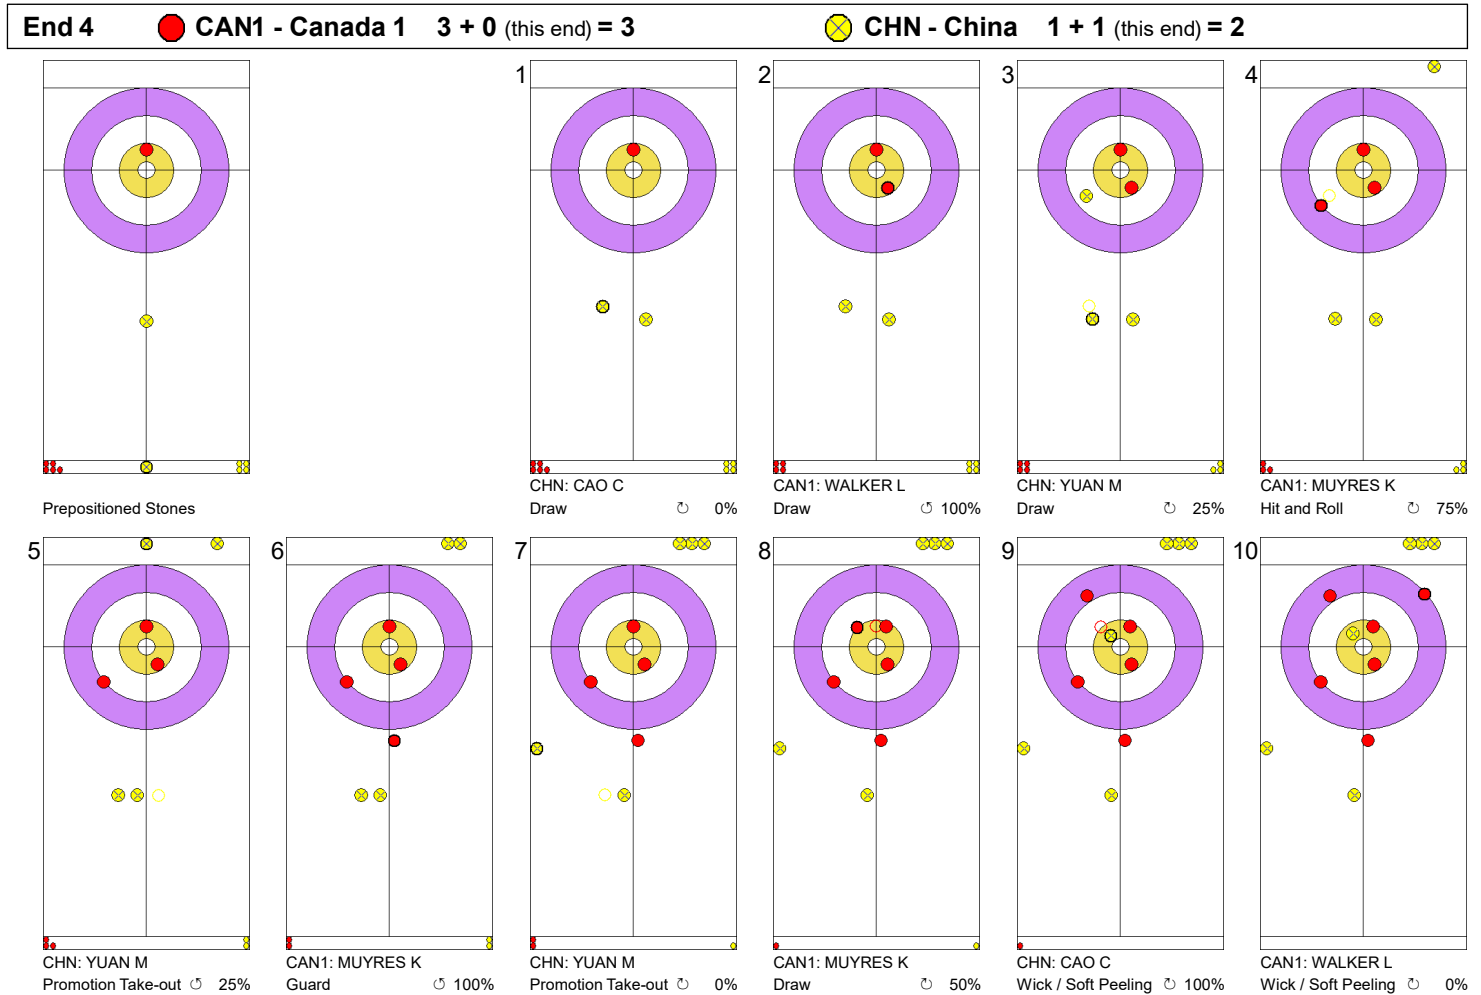 End 4 CAN1 - Canada 1 3 + 0 (this end) = 3 CHN - China 1 + 1 (this end) = 2
Prepositioned Stones
1
CHN: CAO C
Draw 0%
2
CAN1: WALKER L
Draw 100%
3
CHN: YUAN M
Draw 25%
4
CAN1: MUYRES K
Hit and Roll 75%
5
CHN: YUAN M
Promotion Take-out 25%
6
CAN1: MUYRES K
Guard 100%
7
CHN: YUAN M
Promotion Take-out 0%
8
CAN1: MUYRES K
Draw 50%
9
CHN: CAO C
Wick / Soft Peeling 100%
10
CAN1: WALKER L
Wick / Soft Peeling 0%